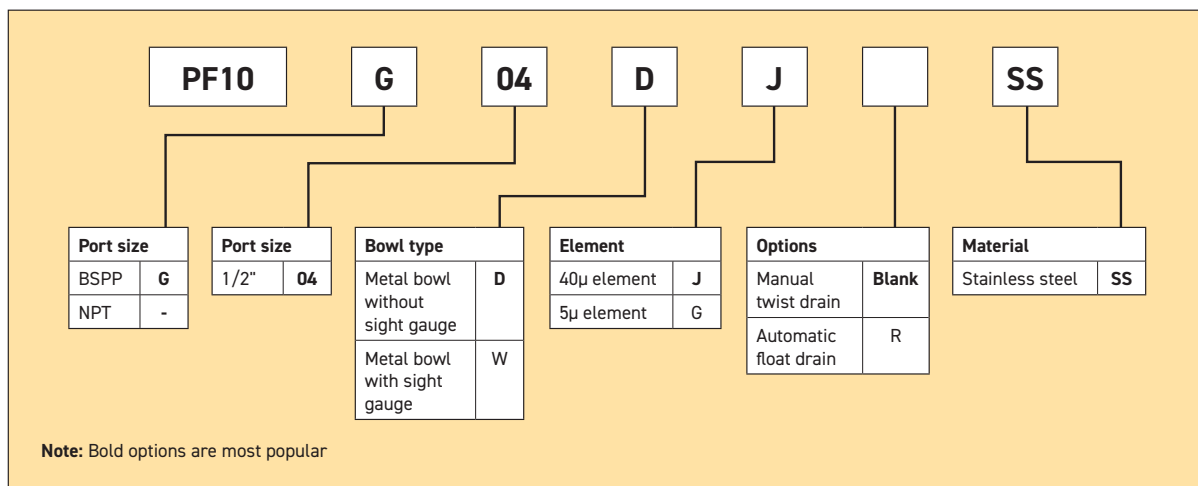 PF10 G 04 D J SS
Port size
BSPP G
NPT -
Port size
1/2" 04
Bowl type
Metal bowl D
without
sight gauge
Metal bowl W
with sight
gauge
Element
40µ element J
5µ element G
Options
Manual Blank
twist drain
Automatic R
float drain
Material
Stainless steel SS
Note: Bold options are most popular